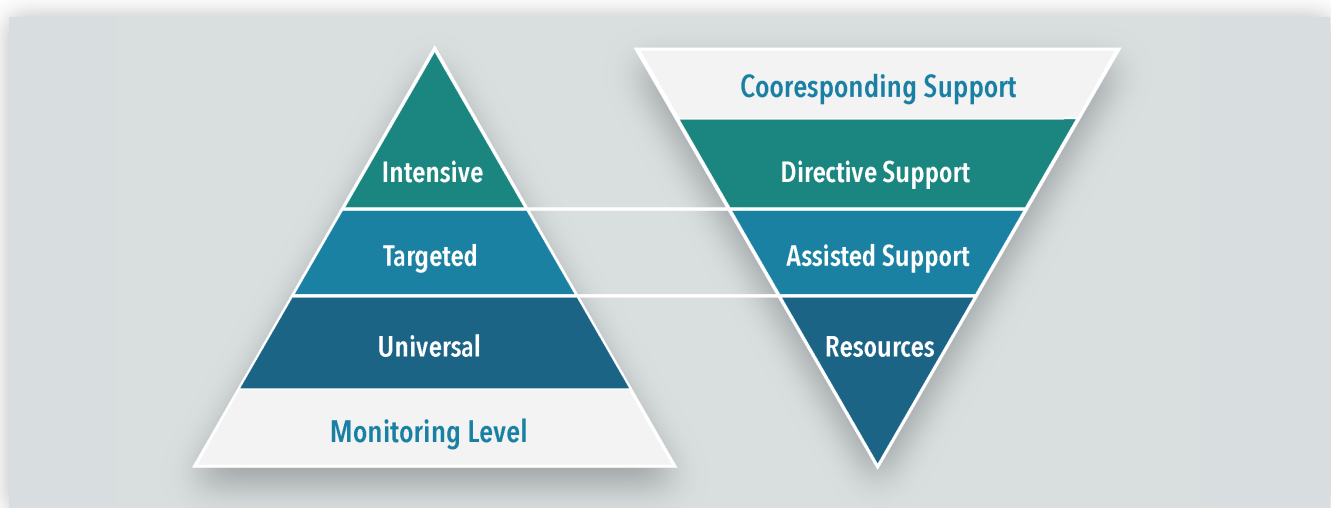 Intensive
Targeted
Universal
Monitoring Level
Cooresponding Support
Directive Support
Assisted Support
Resources